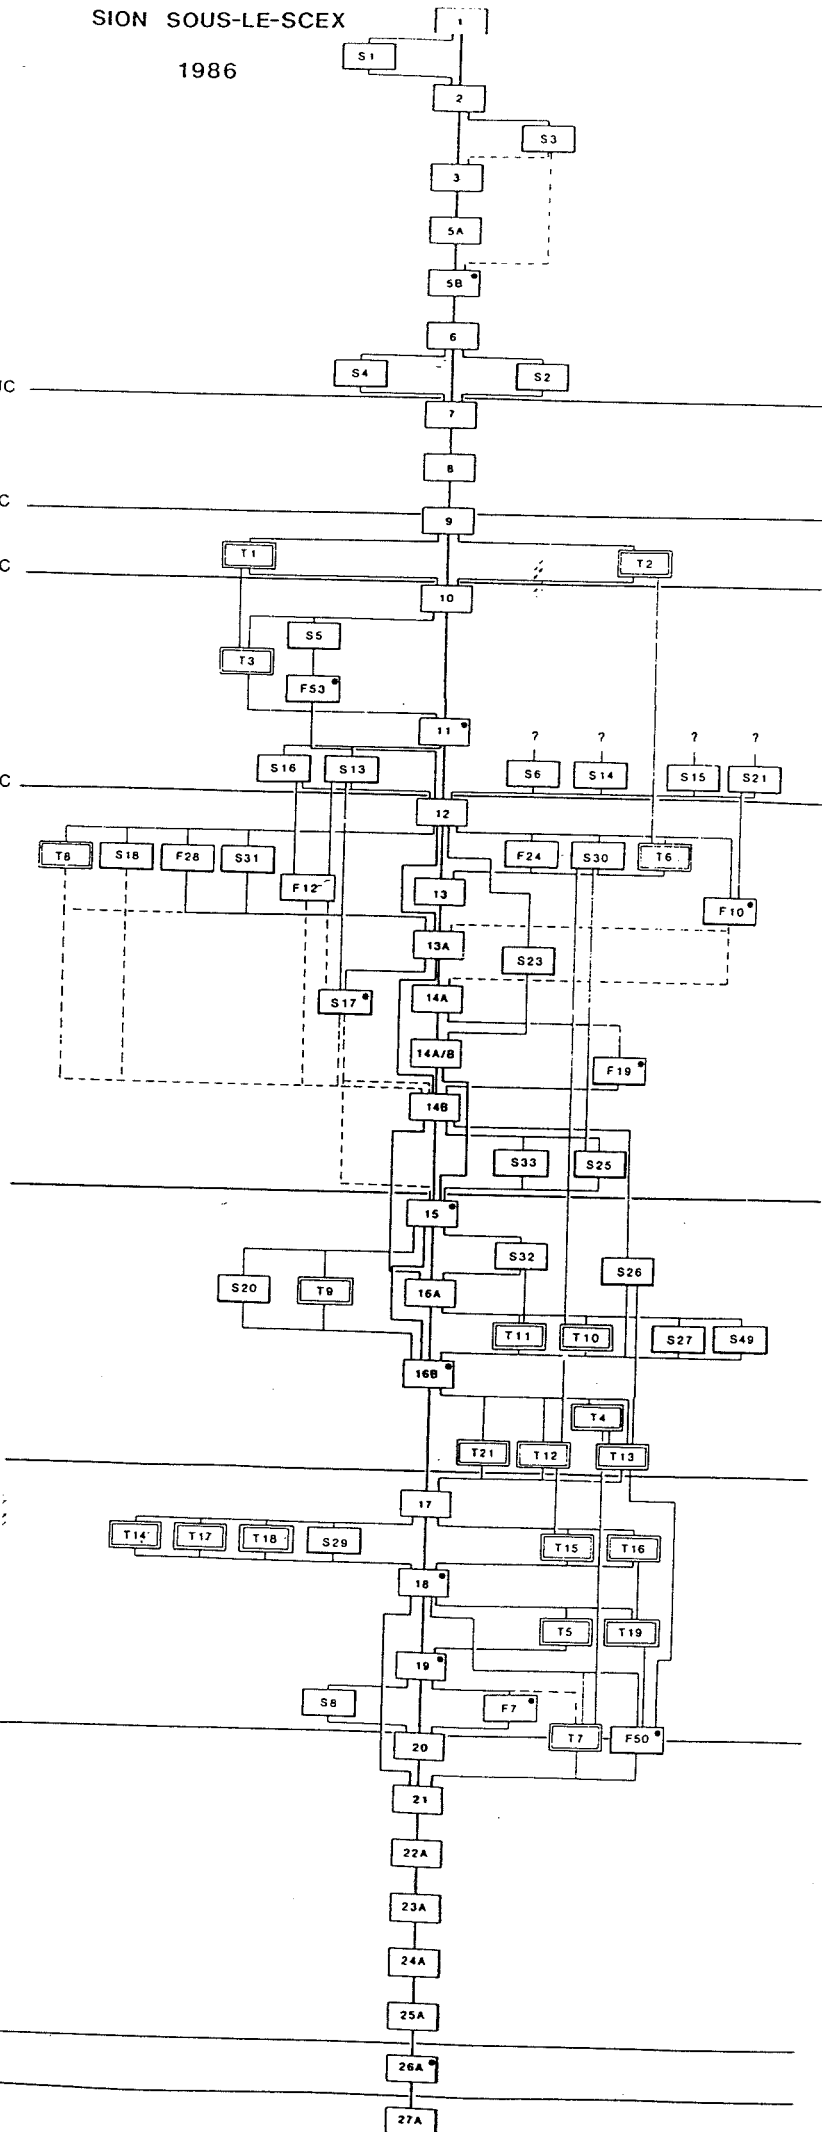 SION SOUS-LE-SCEX
1
S1
1986
2
S3
3
5A
5B
6
S4
S2
7
8
C
9
T1
T2
C
10
S5
T3
F53
11
? ? ? ?
S16 S13 S6 S14 S15 S21
C
12
T8 S18 F28 S31 F24 S30 T6
F12 13
F10
13A
S23
S17 14A
14A/B
F19
14B
S33 S25
15
S32
S26
S20 T9 16A
T11 T10 S27 S49
16B
T4
T21 T12 T13
17
T14 T17 T18 S29 T15 T16
18
T5 T19
19
S8 F7
20 T7 F50
21
22A
23A
24A
25A
26A
27A